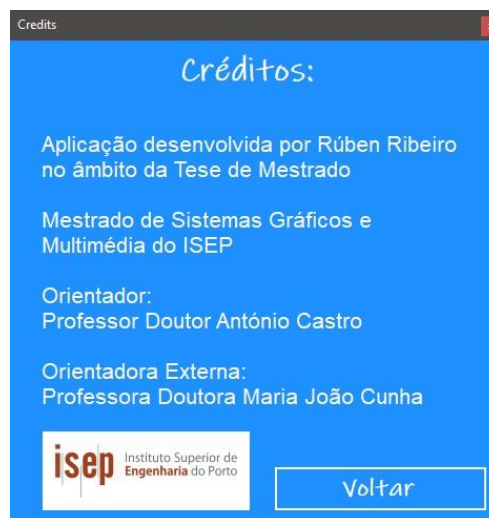 Credits
Créditos:
Aplicação desenvolvida por Rúben Ribeiro
no âmbito da Tese de Mestrado
Mestrado de Sistemas Gráficos e
Multimédia do ISEP
Orientador:
Professor Doutor António Castro
Orientadora Externa:
Professora Doutora Maria João Cunha
isep
Instituto Superior de
Engenharia do Porto
Voltar